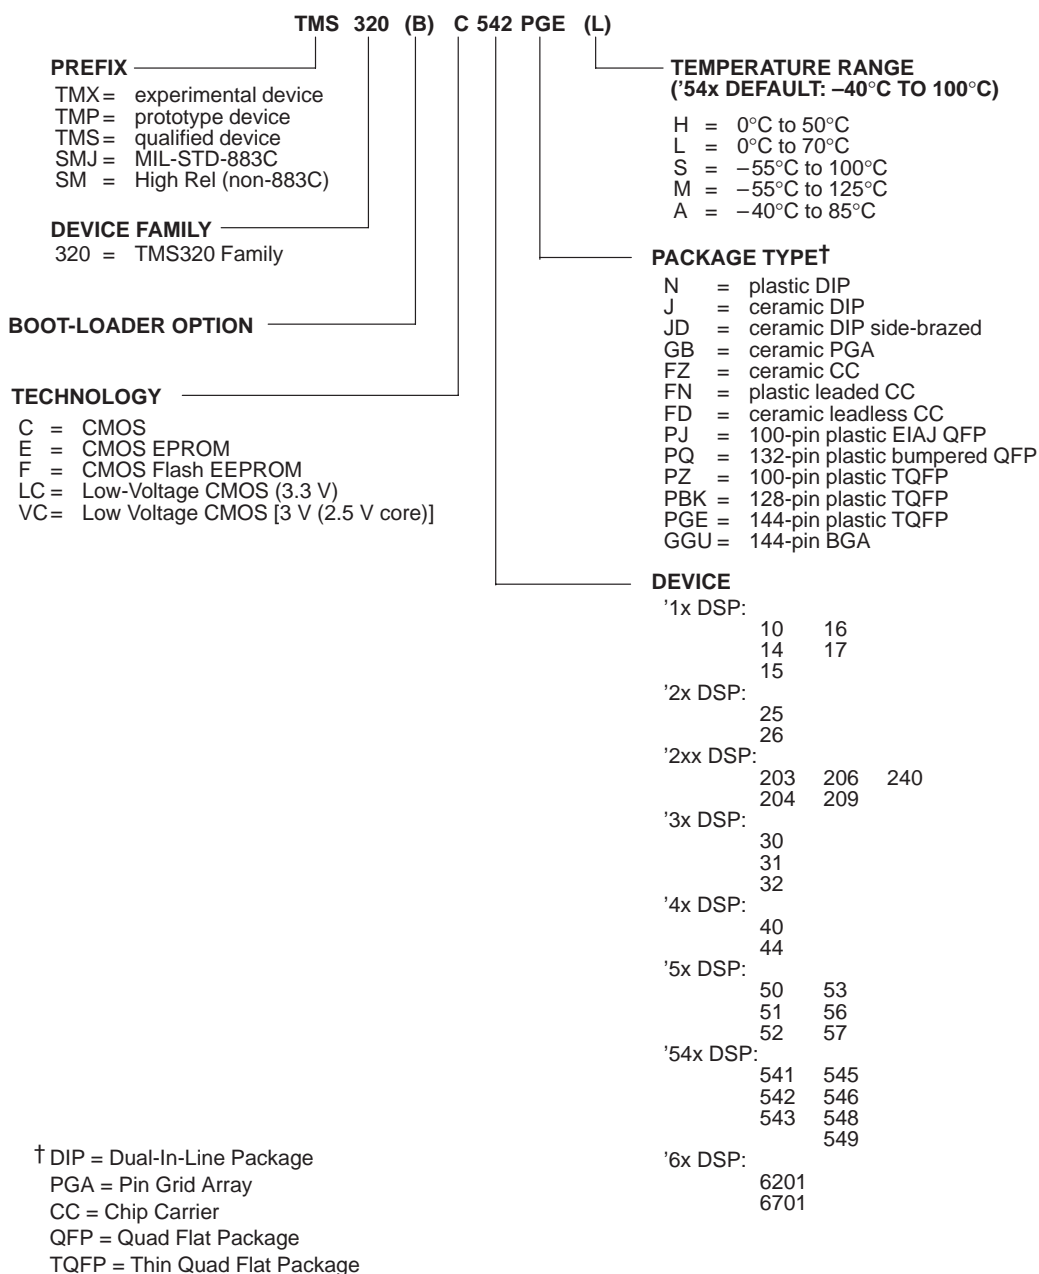 TMS 320 (B) C 542 PGE (L)
PREFIX
TMX = experimental device
TMP = prototype device
TMS = qualified device
SMJ = MIL-STD-883C
SM = High Rel (non-883C)
DEVICE FAMILY
320 = TMS320 Family
BOOT-LOADER OPTION
TECHNOLOGY
C = CMOS
E = CMOS EPROM
F = CMOS Flash EEPROM
LC = Low-Voltage CMOS (3.3 V)
VC = Low Voltage CMOS [3 V (2.5 V core)]
TEMPERATURE RANGE
(’54x DEFAULT: –40°C TO 100°C)
H = 0°C to 50°C
L = 0°C to 70°C
S = –55°C to 100°C
M = –55°C to 125°C
A = –40°C to 85°C
PACKAGE TYPE†
N = plastic DIP
J = ceramic DIP
JD = ceramic DIP side-brazed
GB = ceramic PGA
FZ = ceramic CC
FN = plastic leaded CC
FD = ceramic leadless CC
PJ = 100-pin plastic EIAJ QFP
PQ = 132-pin plastic bumpered QFP
PZ = 100-pin plastic TQFP
PBK = 128-pin plastic TQFP
PGE = 144-pin plastic TQFP
GGU = 144-pin BGA
DEVICE
’1x DSP:
10 16
14 17
15
’2x DSP:
25
26
’2xx DSP:
203 206 240
204 209
’3x DSP:
30
31
32
’4x DSP:
40
44
’5x DSP:
50 53
51 56
52 57
’54x DSP:
541 545
542 546
543 548
549
’6x DSP:
6201
6701
† DIP = Dual-In-Line Package
PGA = Pin Grid Array
CC = Chip Carrier
QFP = Quad Flat Package
TQFP = Thin Quad Flat Package